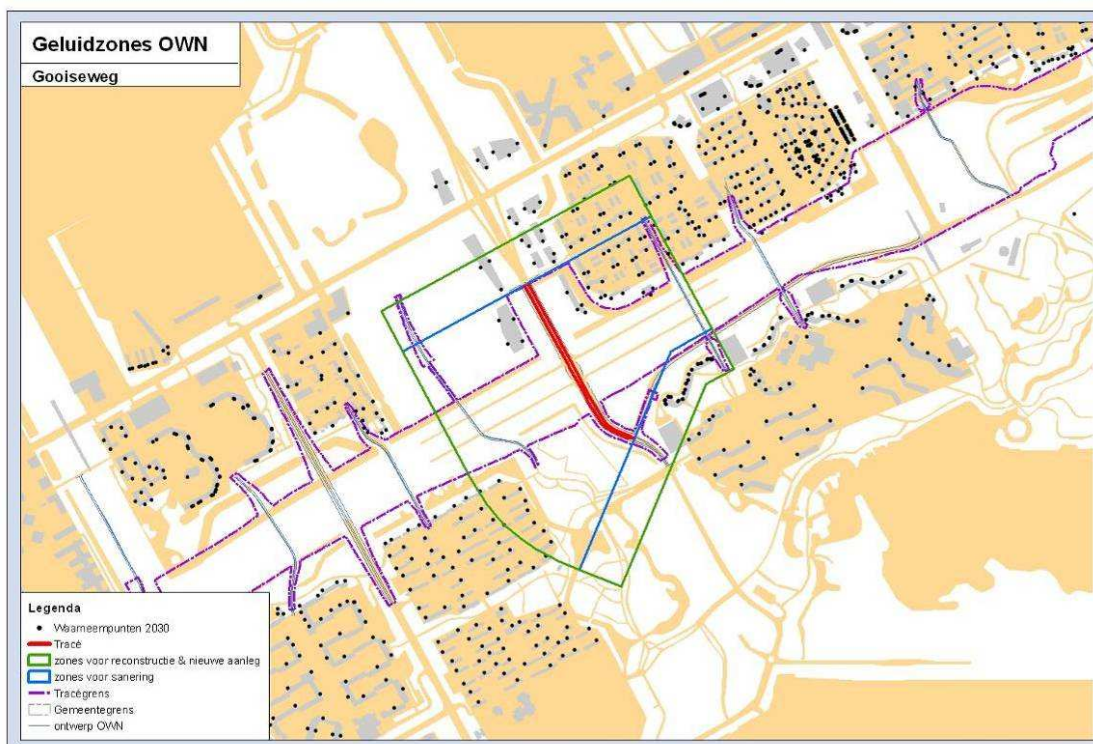 Geluidzones OWN
Gooiseweg
Legenda
Waarneempunten 2030
Tracé
zones voor reconstructie & nieuwe aanleg
zones voor sanering
Tracégrens
Gemeentegrens
ontwerp OWN